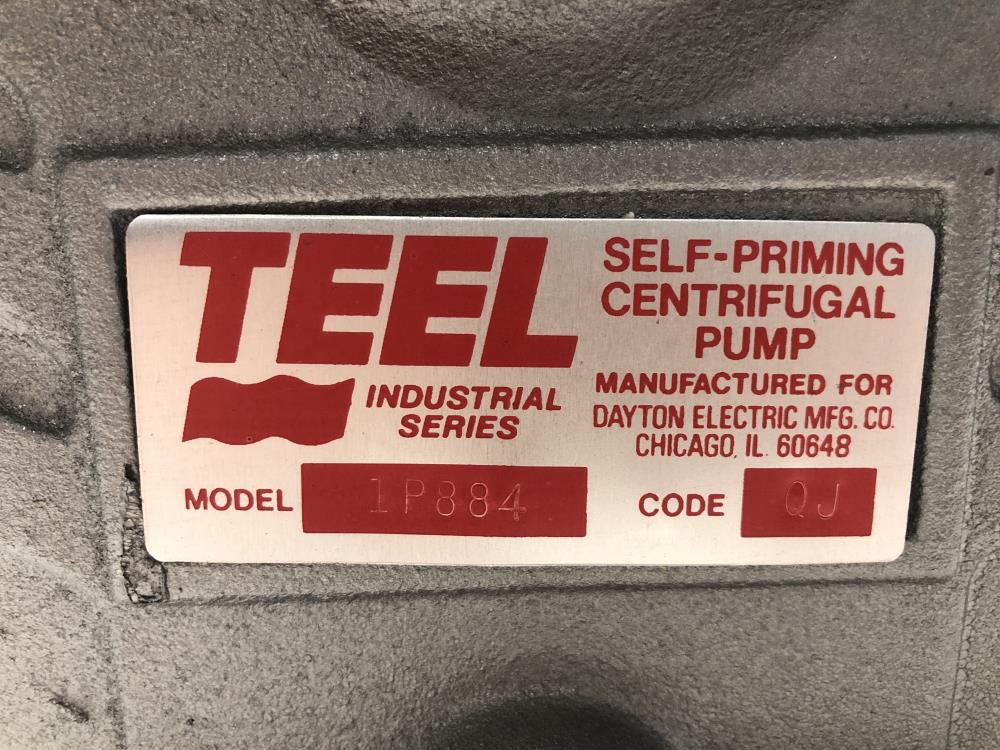 TEEL
INDUSTRIAL
SERIES
SELF-PRIMING
CENTRIFUGAL
PUMP
MANUFACTURED FOR
DAYTON ELECTRIC MFG. CO.
CHICAGO, IL. 60648
MODEL 1P884
CODE QJ